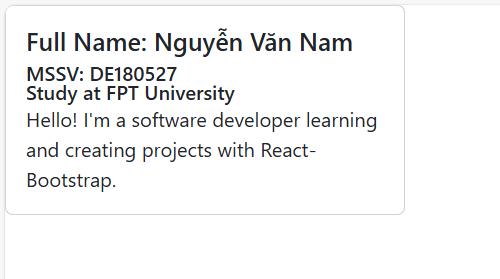 Full Name: Nguyễn Văn Nam
MSSV: DE180527
Study at FPT University
Hello! I'm a software developer learning
and creating projects with React-
Bootstrap.